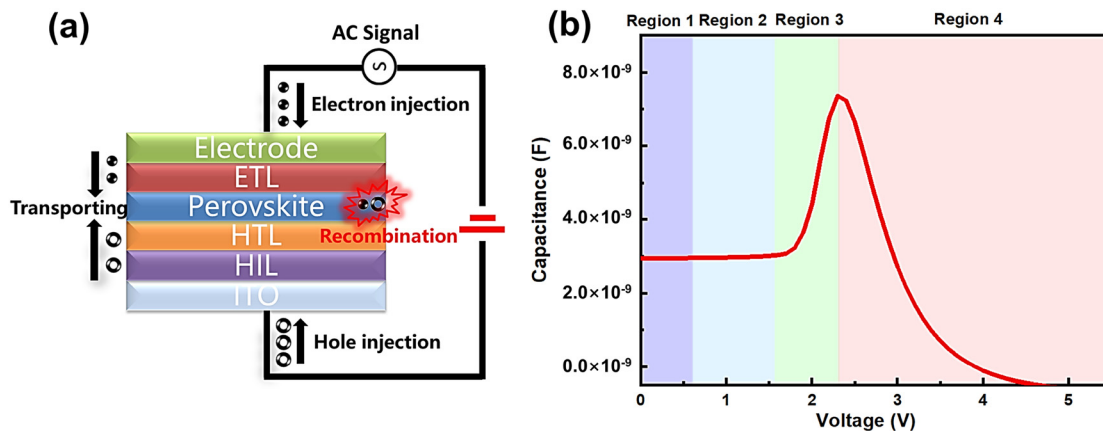 (a)
AC Signal
Electron injection
Electrode
ETL
Transporting
Perovskite
HTL
Recombination
HIL
ITO
Hole injection
(b)
Region 1 Region 2 Region 3 Region 4
8.0×10⁻⁹
6.0×10⁻⁹
4.0×10⁻⁹
2.0×10⁻⁹
0.0×10⁻⁹
Capacitance (F)
0 1 2 3 4 5
Voltage (V)